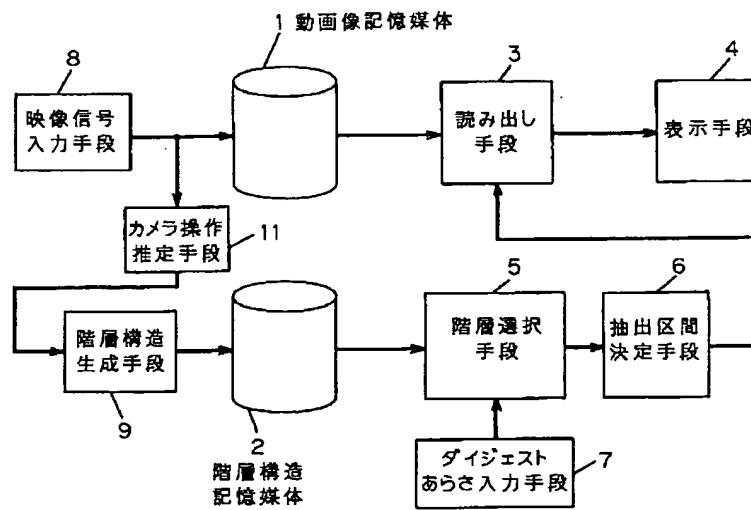 1 動画像記憶媒体
8
映像信号
入力手段
3
読み出し
手段
4
表示手段
カメラ操作
推定手段
11
階層構造
生成手段
9
2
階層構造
記憶媒体
5
階層選択
手段
6
抽出区間
決定手段
ダイジェスト
あらさ入力手段
7